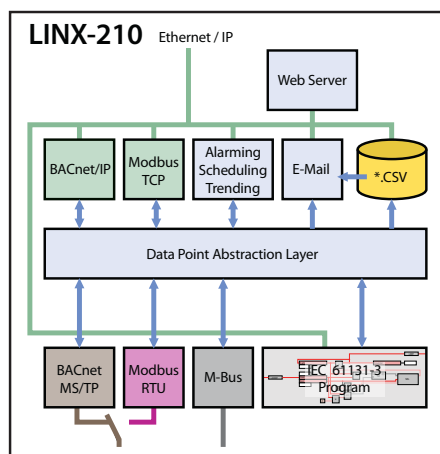 LINX-210 Ethernet / IP
Web Server
BACnet/IP
Modbus
TCP
Alarming
Scheduling
Trending
E-Mail
*.CSV
Data Point Abstraction Layer
BACnet
MS/TP
Modbus
RTU
M-Bus
IEC 61131-3
Program